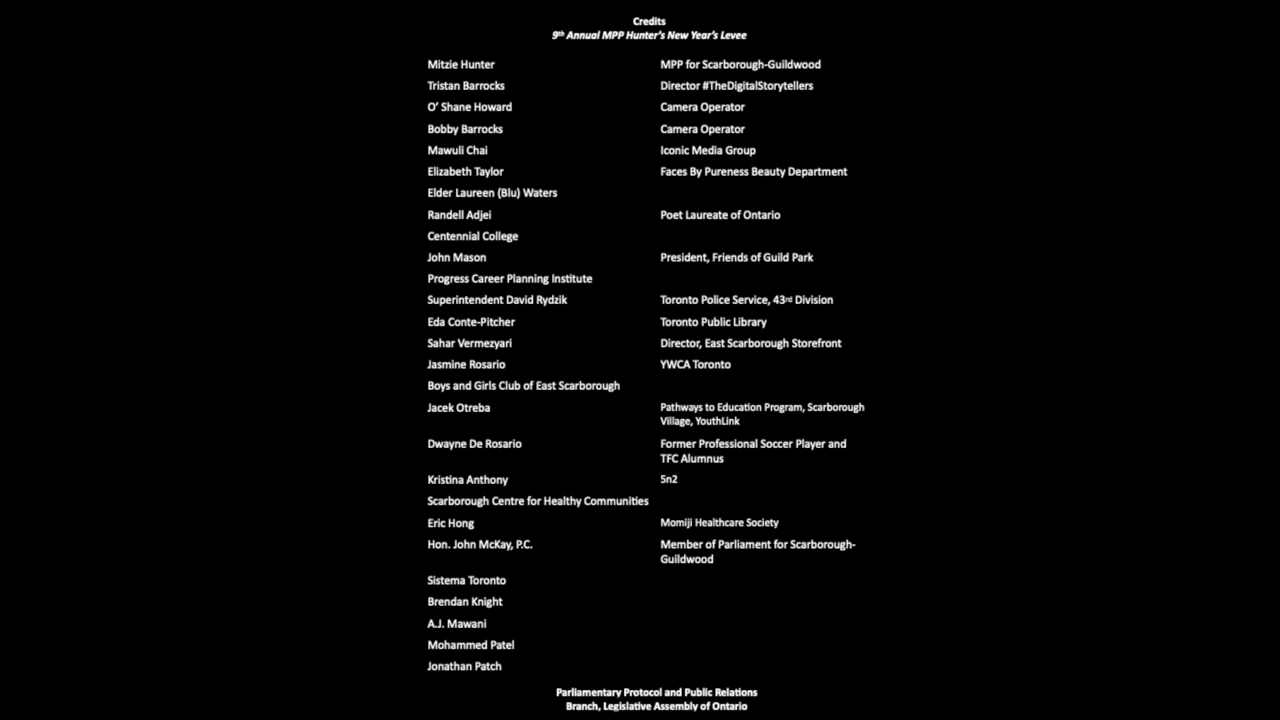 Credits
9th Annual MPP Hunter's New Year's Levee
Mitzie Hunter MPP for Scarborough-Guildwood
Tristan Barrocks Director #TheDigitalStorytellers
O' Shane Howard Camera Operator
Bobby Barrocks Camera Operator
Mawuli Chai Iconic Media Group
Elizabeth Taylor Faces By Pureness Beauty Department
Elder Laureen (Blu) Waters
Randell Adjei Poet Laureate of Ontario
Centennial College
John Mason President, Friends of Guild Park
Progress Career Planning Institute
Superintendent David Rydzik Toronto Police Service, 43rd Division
Eda Conte-Pitcher Toronto Public Library
Sahar Vermezyari Director, East Scarborough Storefront
Jasmine Rosario YWCA Toronto
Boys and Girls Club of East Scarborough
Jacek Otreba Pathways to Education Program, Scarborough
Village, YouthLink
Dwayne De Rosario Former Professional Soccer Player and
TFC Alumnus
Kristina Anthony 5n2
Scarborough Centre for Healthy Communities
Eric Hong Momiji Healthcare Society
Hon. John McKay, P.C. Member of Parliament for Scarborough-
Guildwood
Sistema Toronto
Brendan Knight
A.J. Mawani
Mohammed Patel
Jonathan Patch
Parliamentary Protocol and Public Relations
Branch, Legislative Assembly of Ontario